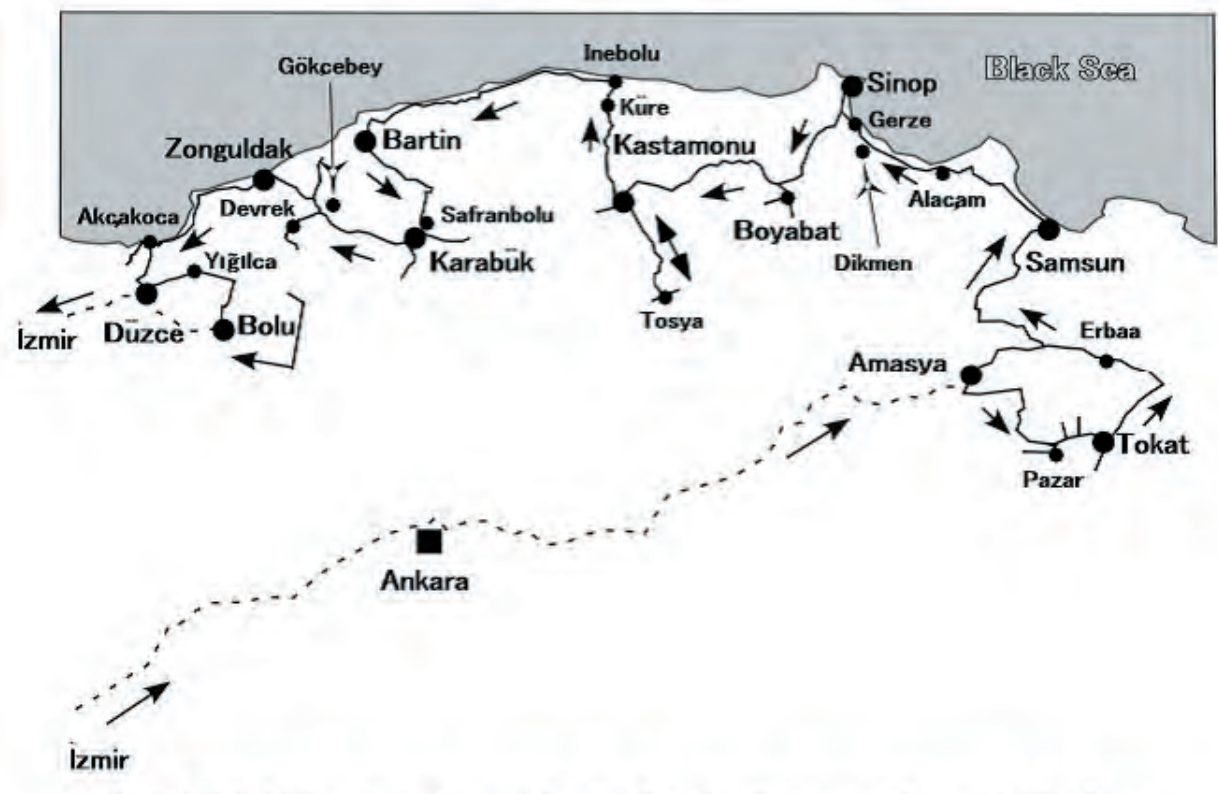 Inebolu
Gökcebey
Black Sea
Sinop
Küre
Gerze
Bartin
Kastamonu
Zonguldak
Alaçam
Devrek
Safranbolu
Akçakoca
Boyabat
Dikmen
Samsun
Yığılca
Karabük
Tosya
Erbaa
İzmir
Düzce
Bolu
Amasya
Tokat
Pazar
Ankara
İzmir